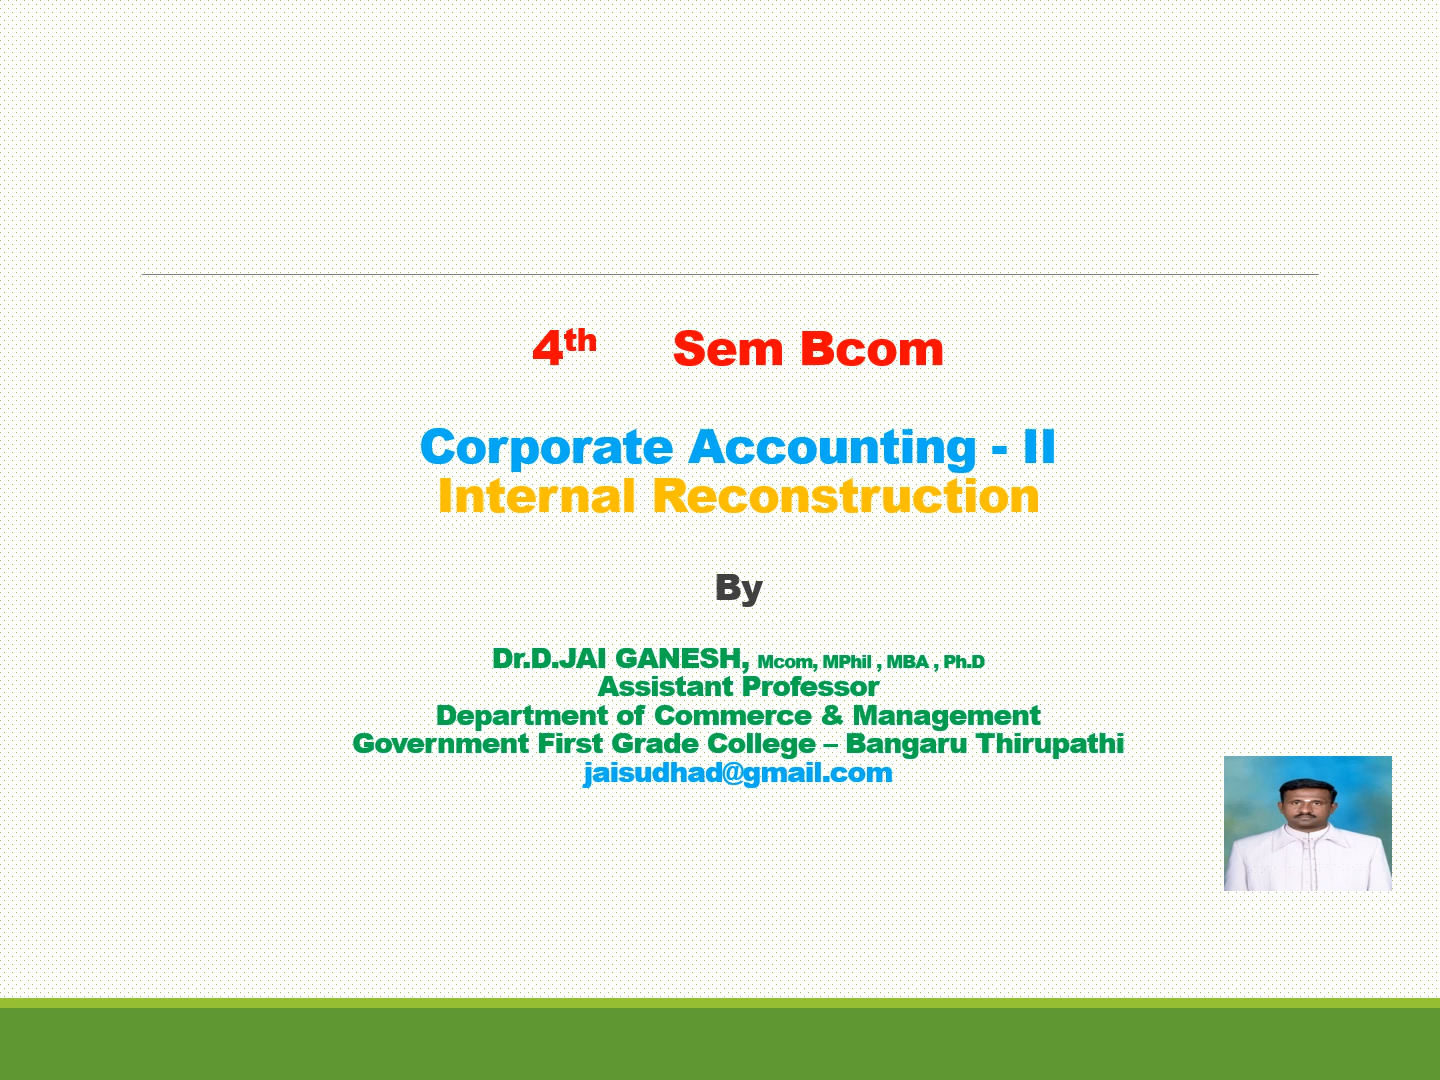 4th Sem Bcom
Corporate Accounting - II
Internal Reconstruction
By
Dr.D.JAI GANESH, Mcom, MPhil , MBA , Ph.D
Assistant Professor
Department of Commerce & Management
Government First Grade College – Bangaru Thirupathi
jaisudhad@gmail.com